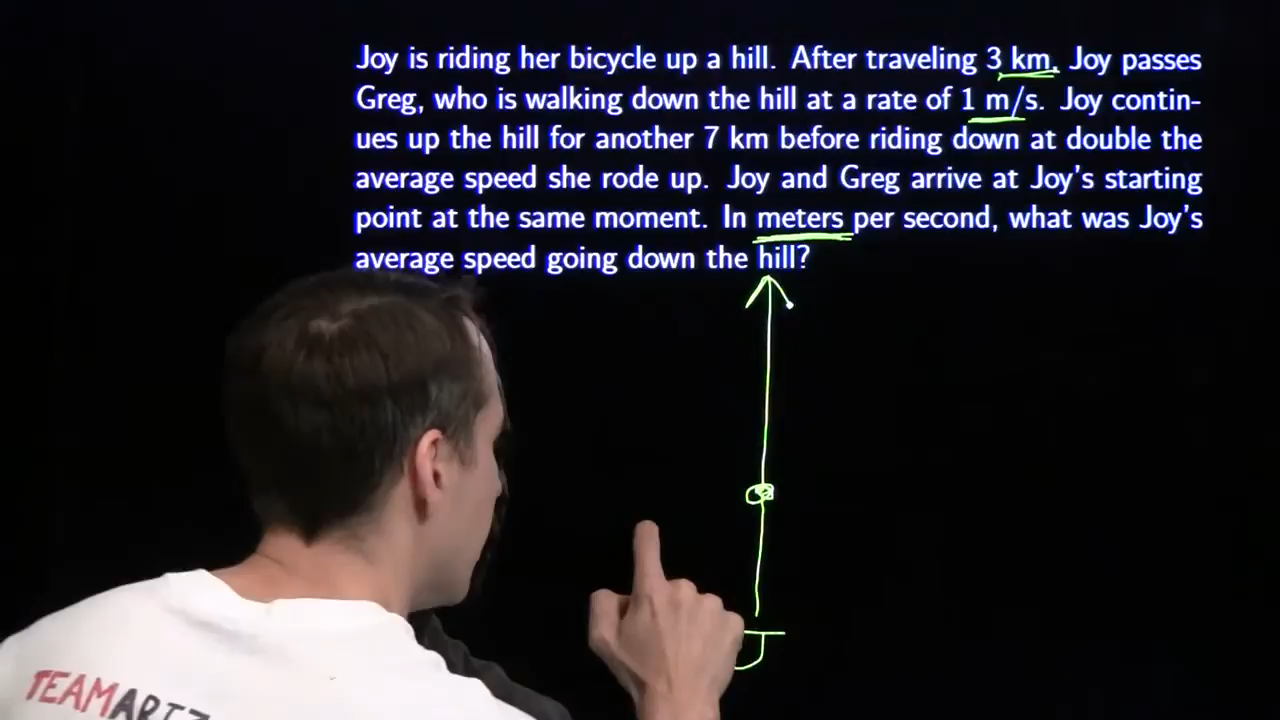 Joy is riding her bicycle up a hill. After traveling 3 km, Joy passes
Greg, who is walking down the hill at a rate of 1 m/s. Joy contin-
ues up the hill for another 7 km before riding down at double the
average speed she rode up. Joy and Greg arrive at Joy's starting
point at the same moment. In meters per second, what was Joy's
average speed going down the hill?
J